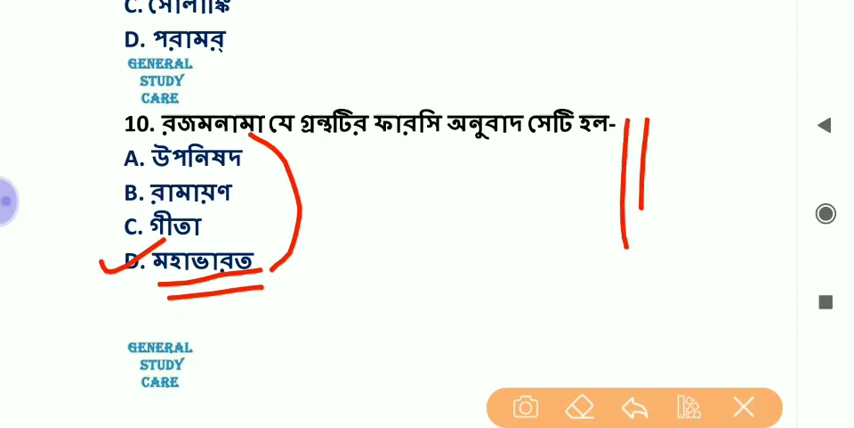 C. সোলাঙ্কি
D. পরামর্
GENERAL
STUDY
CARE
10. রজমনামা যে গ্রন্থটির ফারসি অনুবাদ সেটি হল-
A. উপনিষদ
B. রামায়ণ
C. গীতা
D. মহাভারত
GENERAL
STUDY
CARE